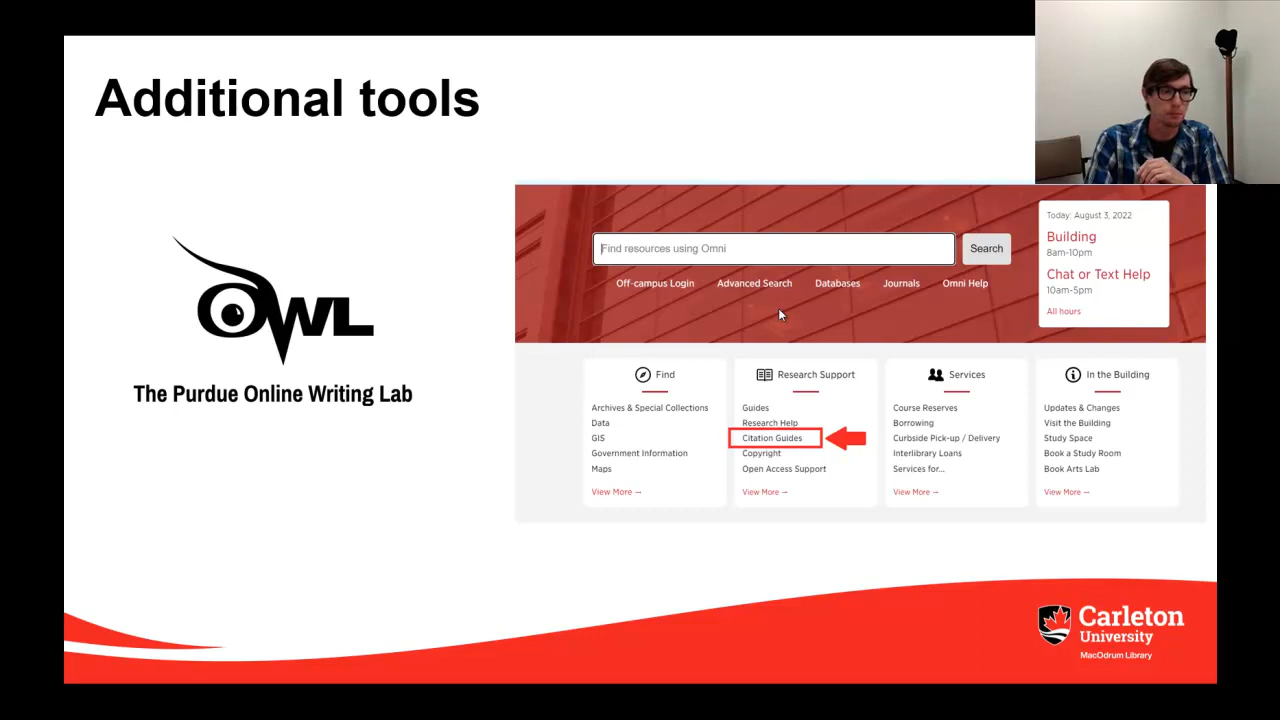 Additional tools
OWL
The Purdue Online Writing Lab
Find resources using Omni
Search
Off-campus Login
Advanced Search
Databases
Journals
Omni Help
Today: August 3, 2022
Building
8am-10pm
Chat or Text Help
10am-5pm
All hours
Find
Archives & Special Collections
Data
GIS
Government Information
Maps
View More →
Research Support
Guides
Research Help
Citation Guides
Copyright
Open Access Support
View More →
Services
Course Reserves
Borrowing
Curbside Pick-up / Delivery
Interlibrary Loans
Services for...
View More →
In the Building
Updates & Changes
Visit the Building
Study Space
Book a Study Room
Book Arts Lab
View More →
Carleton
University
MacOdrum Library